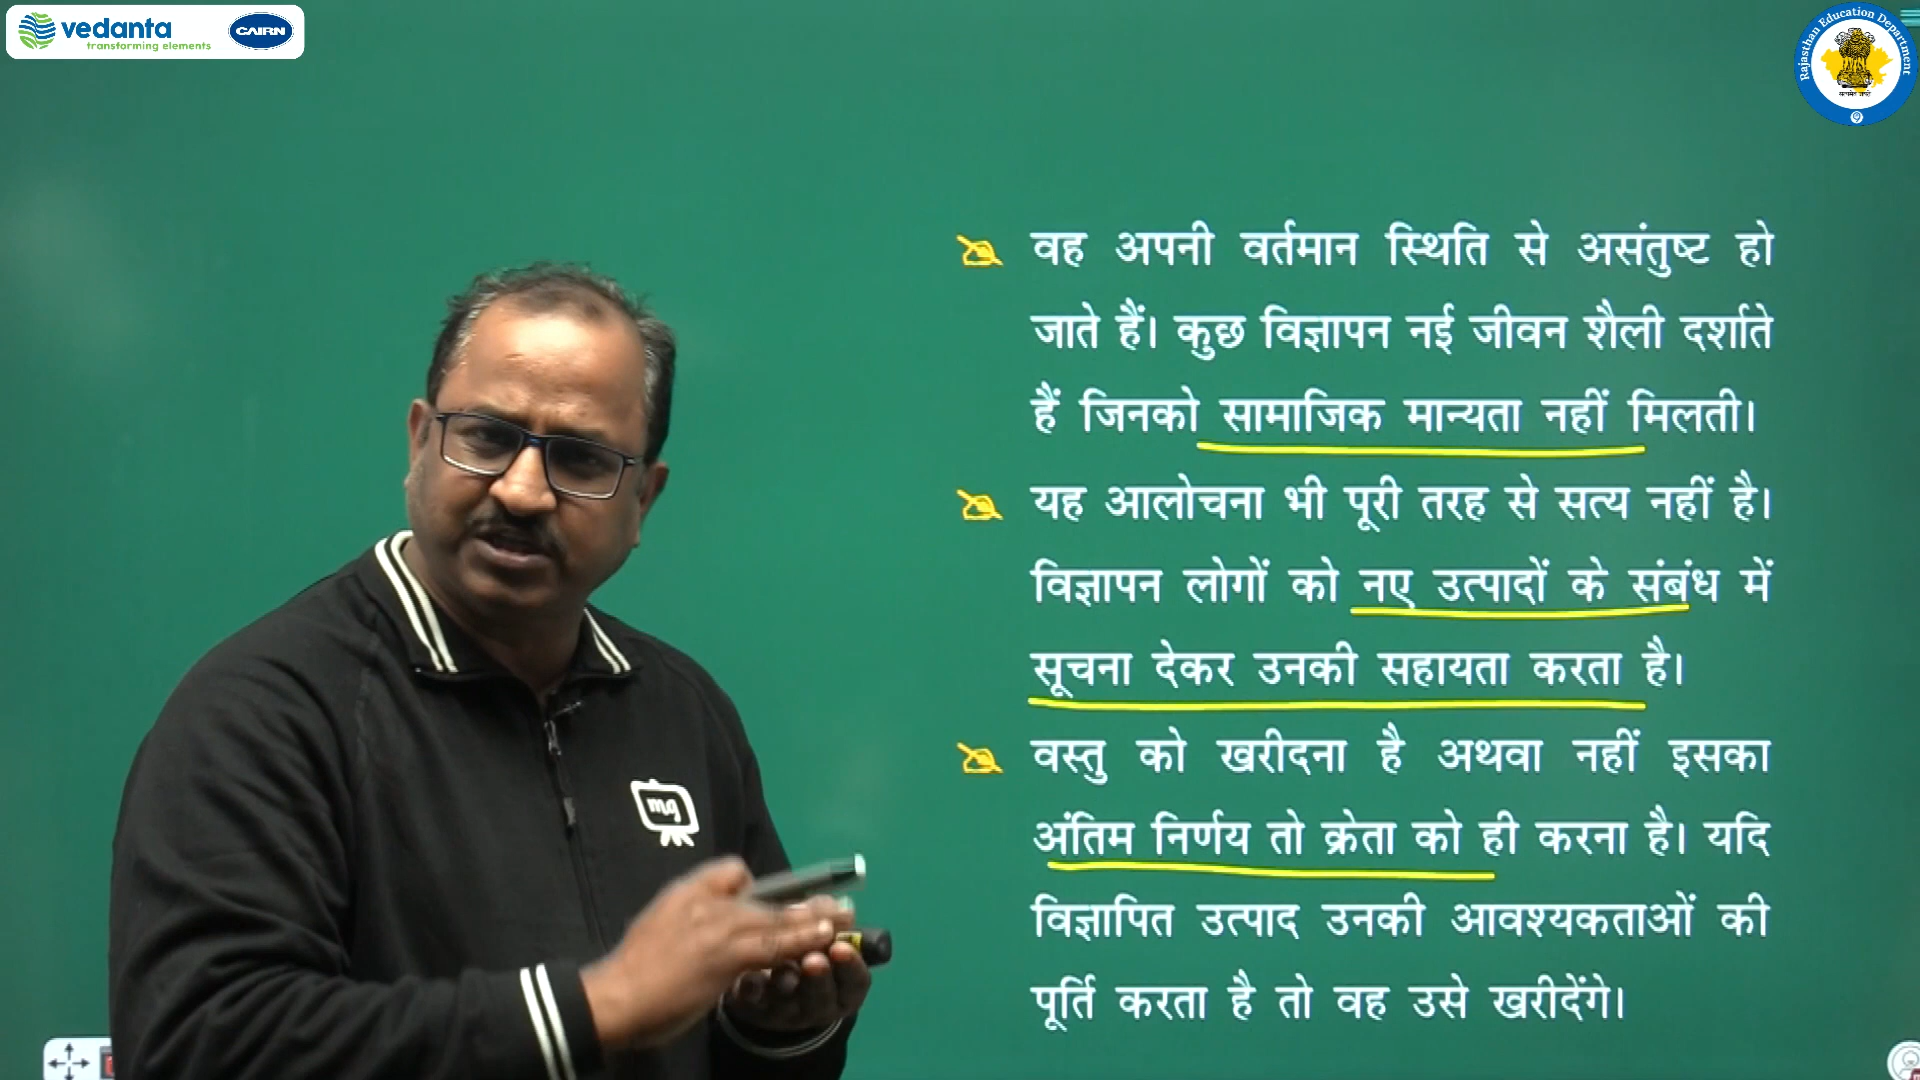 vedanta
transforming elements
CAIRN
Rajasthan Education Department
वह अपनी वर्तमान स्थिति से असंतुष्ट हो
जाते हैं। कुछ विज्ञापन नई जीवन शैली दर्शाते
हैं जिनको सामाजिक मान्यता नहीं मिलती।
यह आलोचना भी पूरी तरह से सत्य नहीं है।
विज्ञापन लोगों को नए उत्पादों के संबंध में
सूचना देकर उनकी सहायता करता है।
वस्तु को खरीदना है अथवा नहीं इसका
अंतिम निर्णय तो क्रेता को ही करना है। यदि
विज्ञापित उत्पाद उनकी आवश्यकताओं की
पूर्ति करता है तो वह उसे खरीदेंगे।
mg